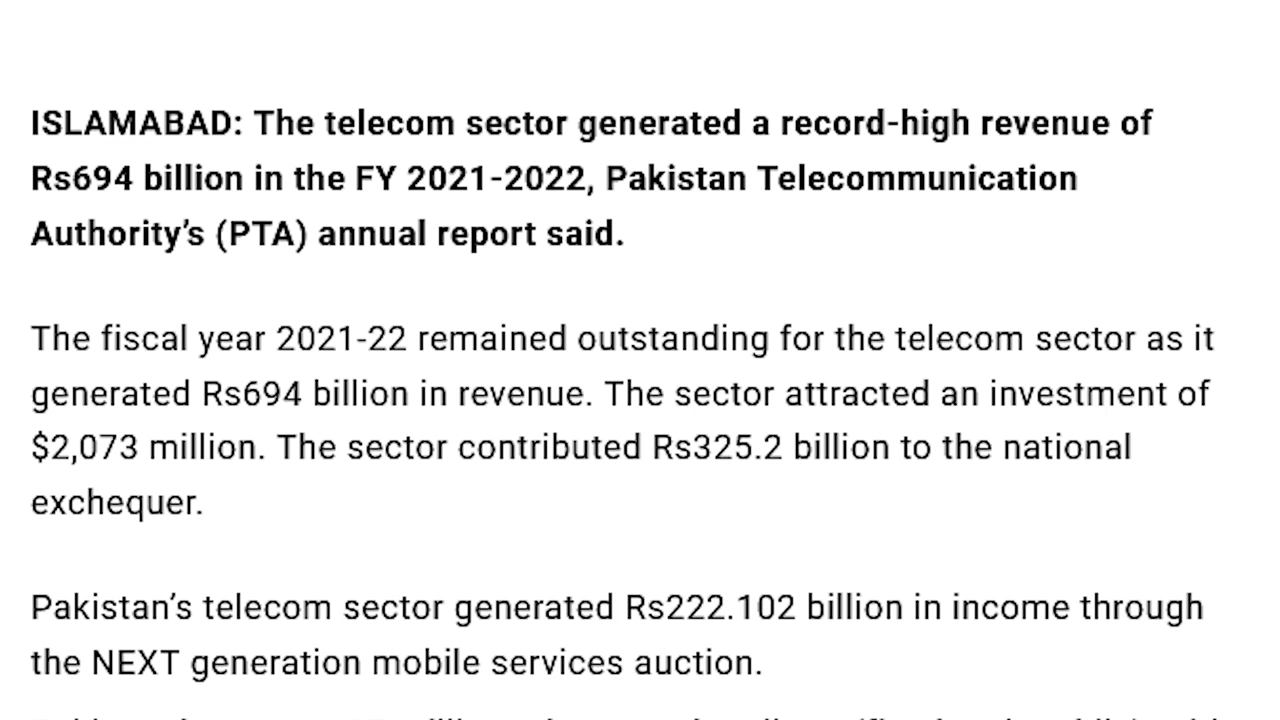 ISLAMABAD: The telecom sector generated a record-high revenue of
Rs694 billion in the FY 2021-2022, Pakistan Telecommunication
Authority’s (PTA) annual report said.
The fiscal year 2021-22 remained outstanding for the telecom sector as it
generated Rs694 billion in revenue. The sector attracted an investment of
$2,073 million. The sector contributed Rs325.2 billion to the national
exchequer.
Pakistan’s telecom sector generated Rs222.102 billion in income through
the NEXT generation mobile services auction.